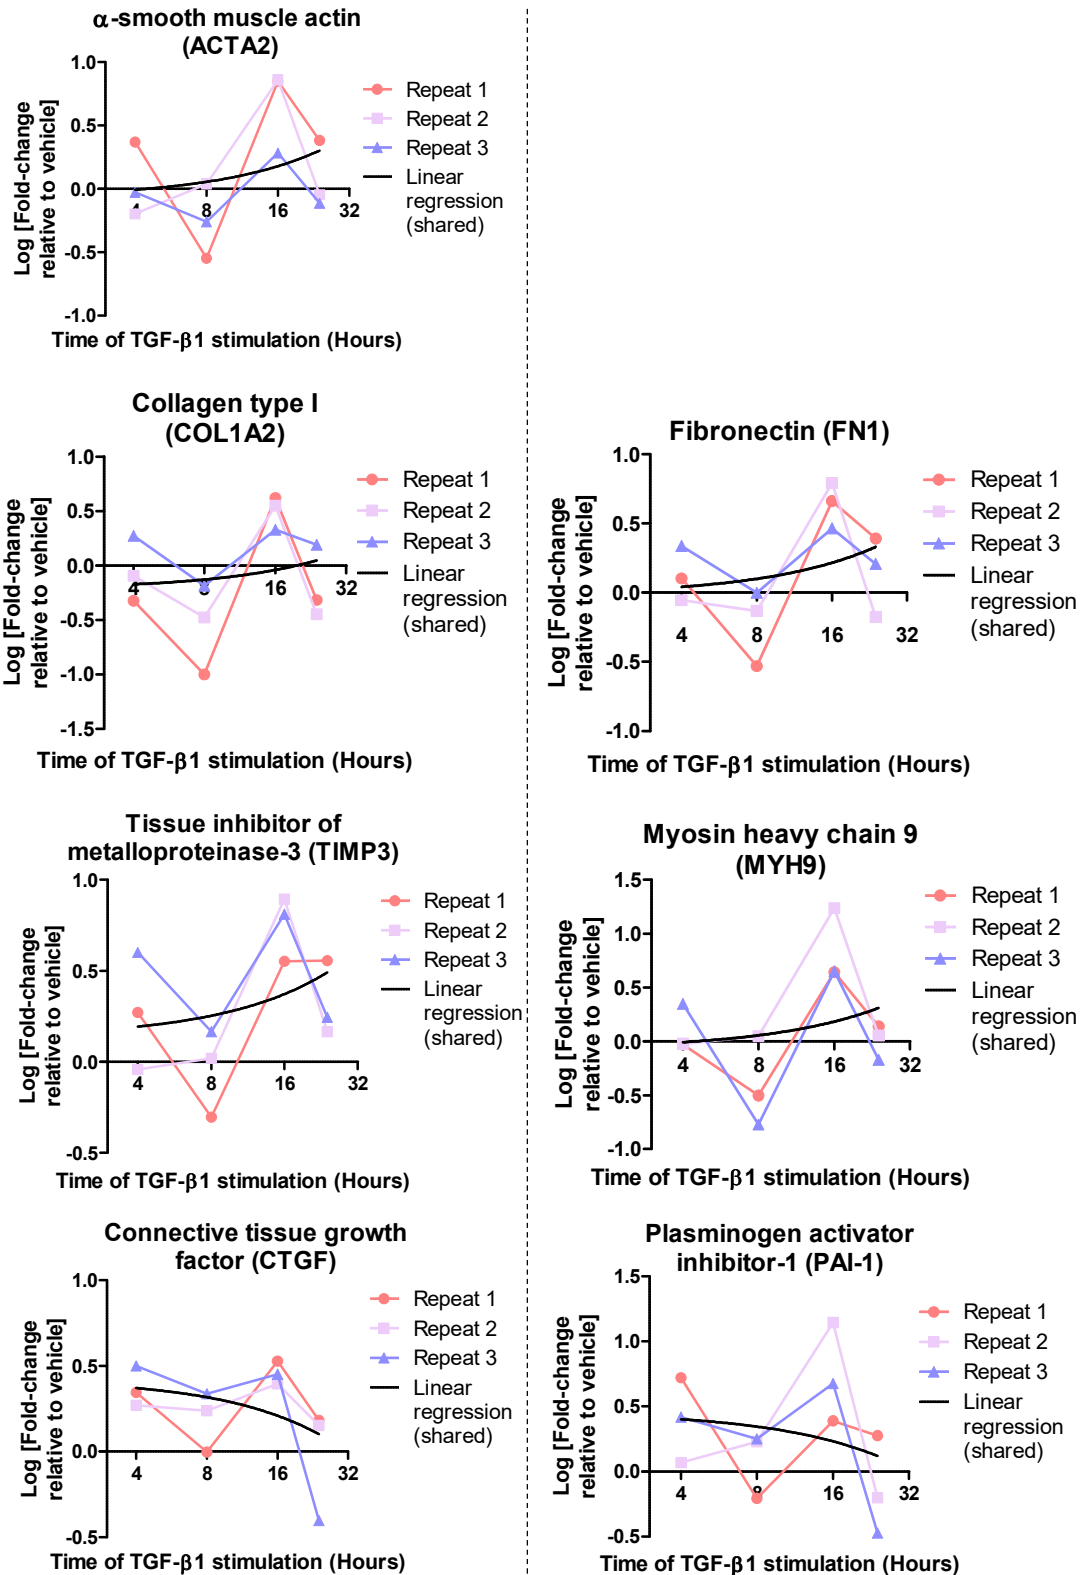 α-smooth muscle actin
(ACTA2)
Log [Fold-change
relative to vehicle]
1.0
0.5
0.0
-0.5
-1.0
4
8
16
32
Repeat 1
Repeat 2
Repeat 3
Linear
regression
(shared)
Time of TGF-β1 stimulation (Hours)
Collagen type I
(COL1A2)
Log [Fold-change
relative to vehicle]
1.0
0.5
0.0
-0.5
-1.0
-1.5
4
8
16
32
Repeat 1
Repeat 2
Repeat 3
Linear
regression
(shared)
Time of TGF-β1 stimulation (Hours)
Fibronectin (FN1)
Log [Fold-change
relative to vehicle]
1.0
0.5
0.0
-0.5
-1.0
4
8
16
32
Repeat 1
Repeat 2
Repeat 3
Linear
regression
(shared)
Time of TGF-β1 stimulation (Hours)
Tissue inhibitor of
metalloproteinase-3 (TIMP3)
Log [Fold-change
relative to vehicle]
1.0
0.5
0.0
-0.5
4
8
16
32
Repeat 1
Repeat 2
Repeat 3
Linear
regression
(shared)
Time of TGF-β1 stimulation (Hours)
Myosin heavy chain 9
(MYH9)
Log [Fold-change
relative to vehicle]
1.5
1.0
0.5
0.0
-0.5
-1.0
4
8
16
32
Repeat 1
Repeat 2
Repeat 3
Linear
regression
(shared)
Time of TGF-β1 stimulation (Hours)
Connective tissue growth
factor (CTGF)
Log [Fold-change
relative to vehicle]
1.0
0.5
0.0
-0.5
4
8
16
32
Repeat 1
Repeat 2
Repeat 3
Linear
regression
(shared)
Time of TGF-β1 stimulation (Hours)
Plasminogen activator
inhibitor-1 (PAI-1)
Log [Fold-change
relative to vehicle]
1.5
1.0
0.5
0.0
-0.5
4
8
16
32
Repeat 1
Repeat 2
Repeat 3
Linear
regression
(shared)
Time of TGF-β1 stimulation (Hours)